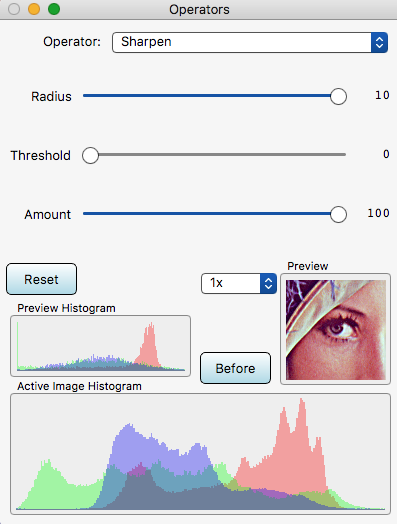 Operators
Operator: Sharpen
Radius 10
Threshold 0
Amount 100
Reset
1x
Preview
Preview Histogram
Before
Active Image Histogram